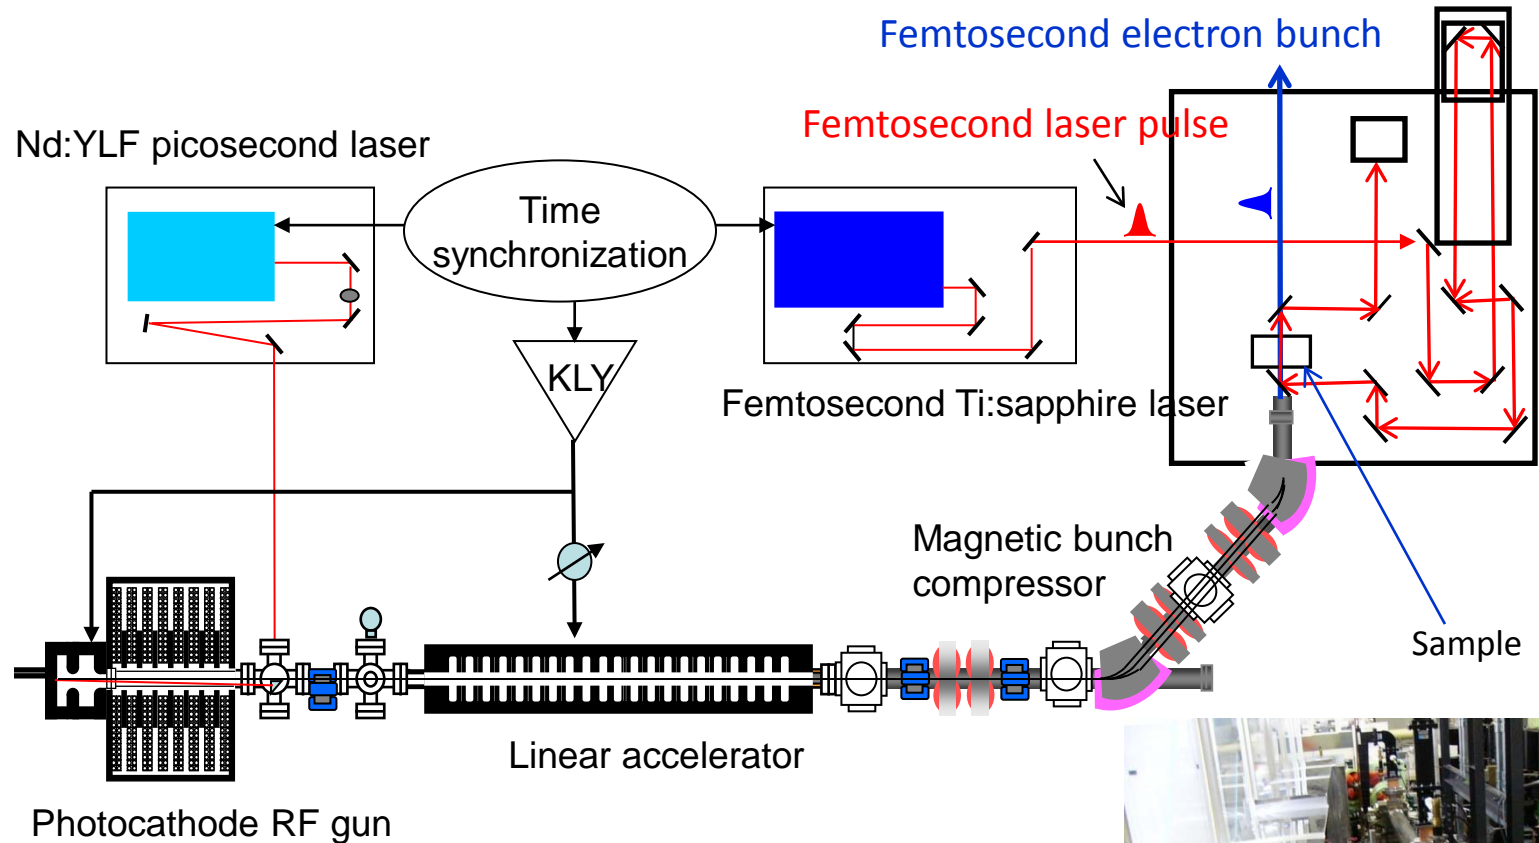 Femtosecond electron bunch
Femtosecond laser pulse
Nd:YLF picosecond laser
Time
synchronization
KLY
Femtosecond Ti:sapphire laser
Magnetic bunch
compressor
Sample
Linear accelerator
Photocathode RF gun